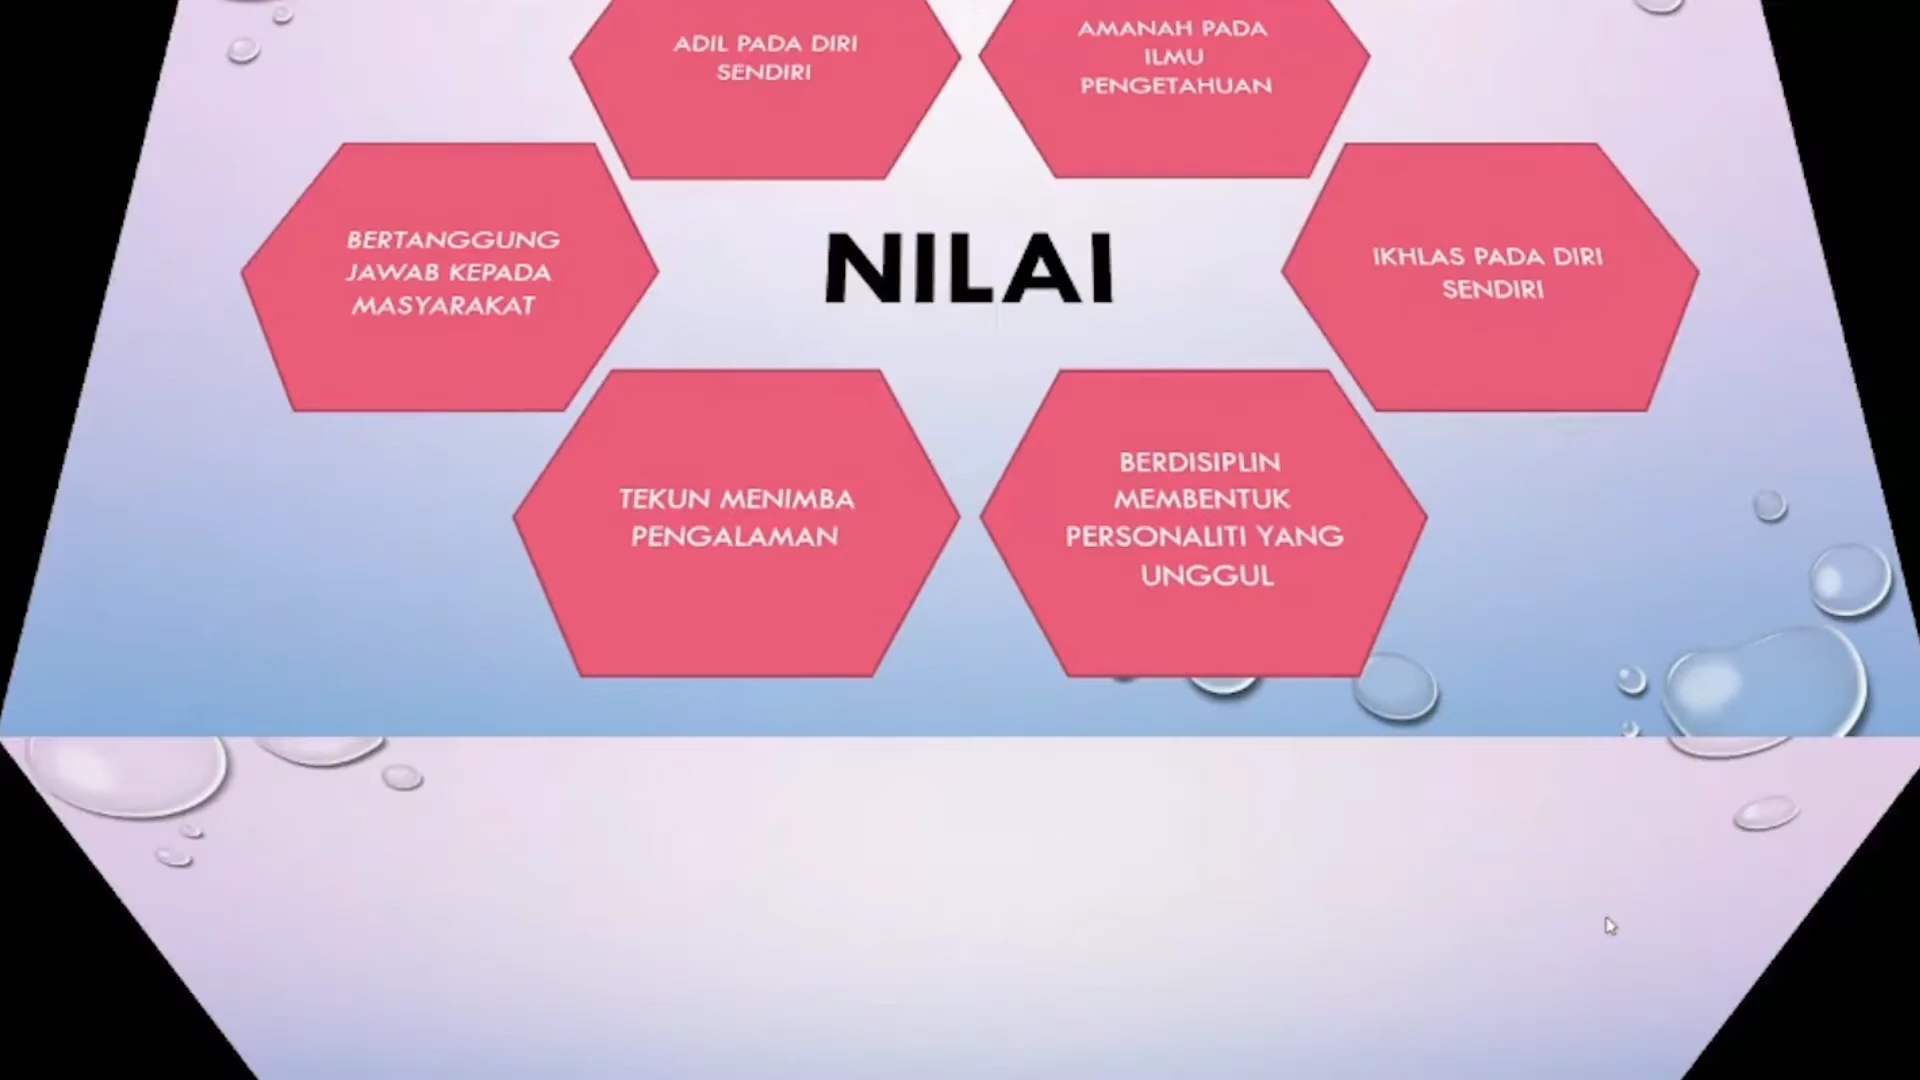 ADIL PADA DIRI
SENDIRI
AMANAH PADA
ILMU
PENGETAHUAN
BERTANGGUNG
JAWAB KEPADA
MASYARAKAT
NILAI
IKHLAS PADA DIRI
SENDIRI
TEKUN MENIMBA
PENGALAMAN
BERDISIPLIN
MEMBENTUK
PERSONALITI YANG
UNGGUL